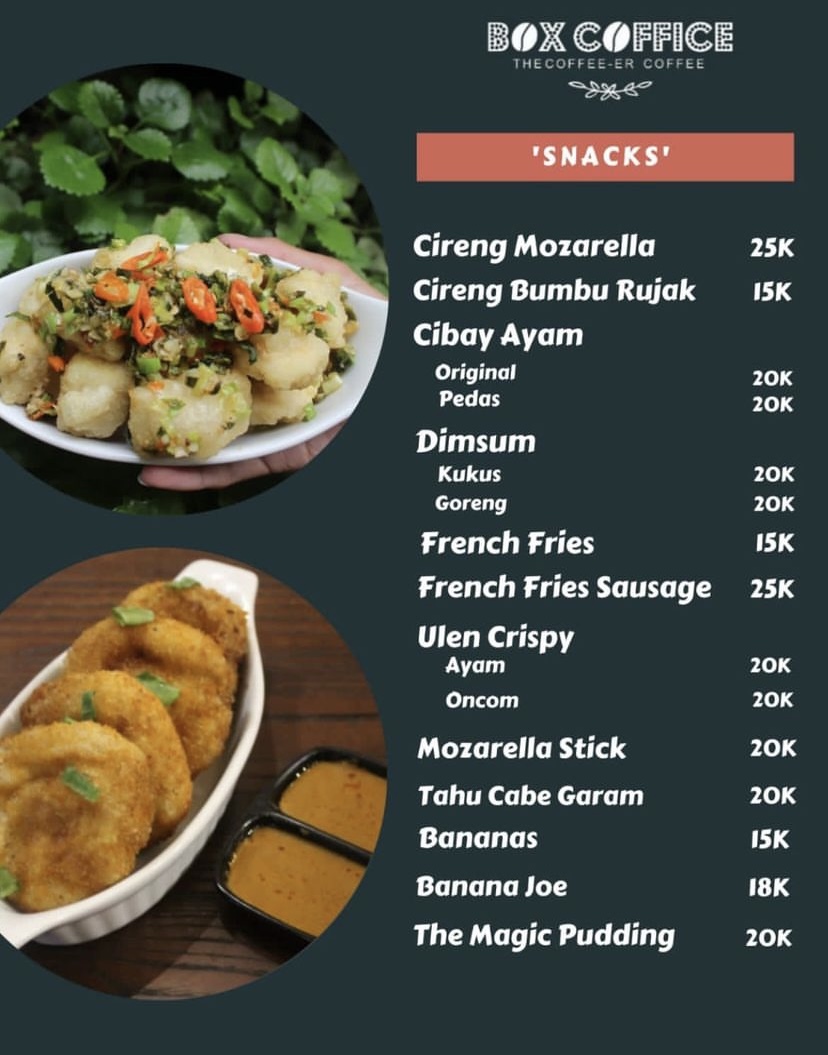 BOX COFFICE
THE COFFEE-ER COFFEE
'SNACKS'
Cireng Mozarella 25K
Cireng Bumbu Rujak 15K
Cibay Ayam
Original 20K
Pedas 20K
Dimsum
Kukus 20K
Goreng 20K
French Fries 15K
French Fries Sausage 25K
Ulen Crispy
Ayam 20K
Oncom 20K
Mozarella Stick 20K
Tahu Cabe Garam 20K
Bananas 15K
Banana Joe 18K
The Magic Pudding 20K